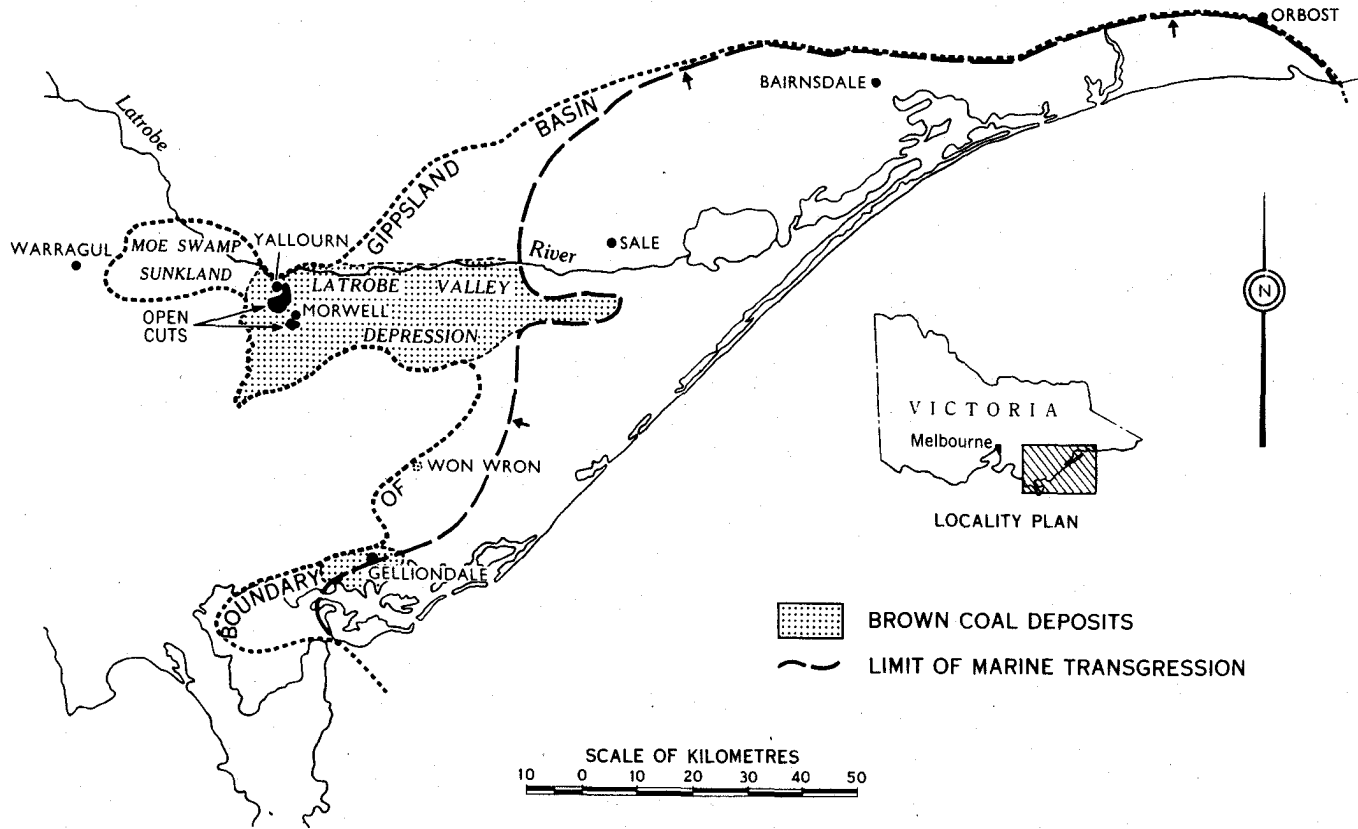 ORBOST
BAIRNSDALE
Latrobe
GIPPSLAND BASIN
WARRAGUL
MOE SWAMP
SUNKLAND
YALLOURN
River
SALE
LATROBE VALLEY
DEPRESSION
OPEN
CUTS
MORWELL
N
VICTORIA
Melbourne
LOCALITY PLAN
WON WRON
BOUNDARY OF
GELLIONDALE
BROWN COAL DEPOSITS
LIMIT OF MARINE TRANSGRESSION
SCALE OF KILOMETRES
10 0 10 20 30 40 50